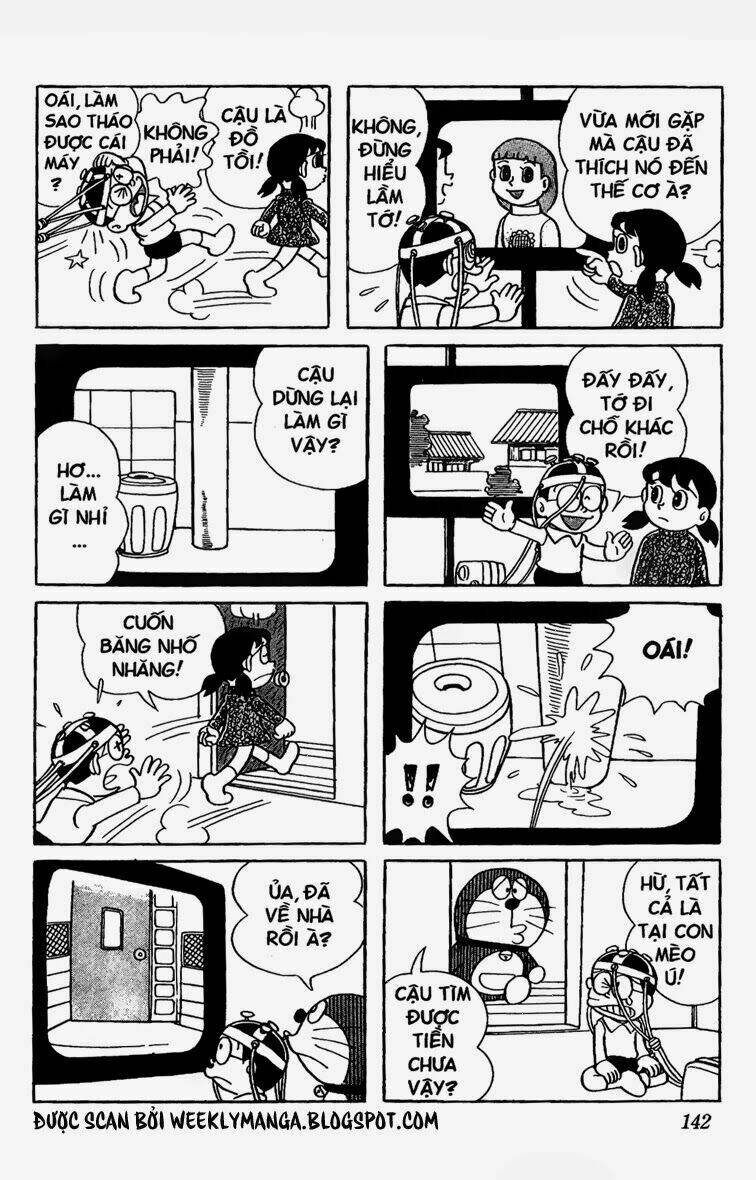 VỪA MỚI GẶP
MÀ CẬU ĐÃ
THÍCH NÓ ĐẾN
THẾ CƠ À?
KHÔNG,
ĐỪNG
HIỂU
LẦM
TỚ!
CẬU LÀ
ĐỒ
TỒI!
KHÔNG
PHẢI!
OÁI, LÀM
SAO THÁO
ĐƯỢC CÁI
MÁY
?
ĐẤY ĐẤY,
TỚ ĐI
CHỐ KHÁC
RỒI!
CẬU
DỪNG LẠI
LÀM GÌ
VẬY?
HƠ...
LÀM
GÌ NHỈ
...
OÁI!
!!
CUỐN
BĂNG NHỐ
NHĂNG!
HỪ, TẤT
CẢ LÀ
TẠI CON
MÈO
Ú!
CẬU TÌM
ĐƯỢC
TIỀN
CHƯA
VẬY?
ỦA, ĐÃ
VỀ NHÀ
RỒI À?
ĐƯỢC SCAN BỞI WEEKLYMANGA.BLOGSPOT.COM
142